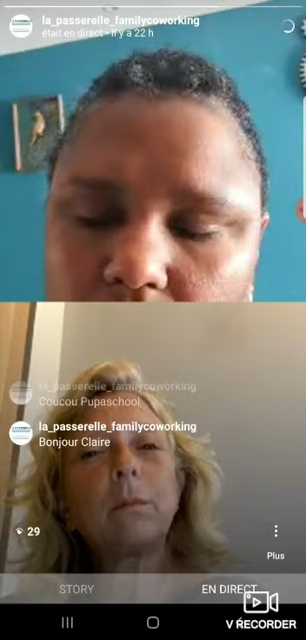 la_passerelle_familycoworking
était en direct • Il y a 22 h
la_passerelle_familycoworking
Coucou Pupaschool
la_passerelle_familycoworking
Bonjour Claire
29
Plus
STORY
EN DIRECT
V RECORDER